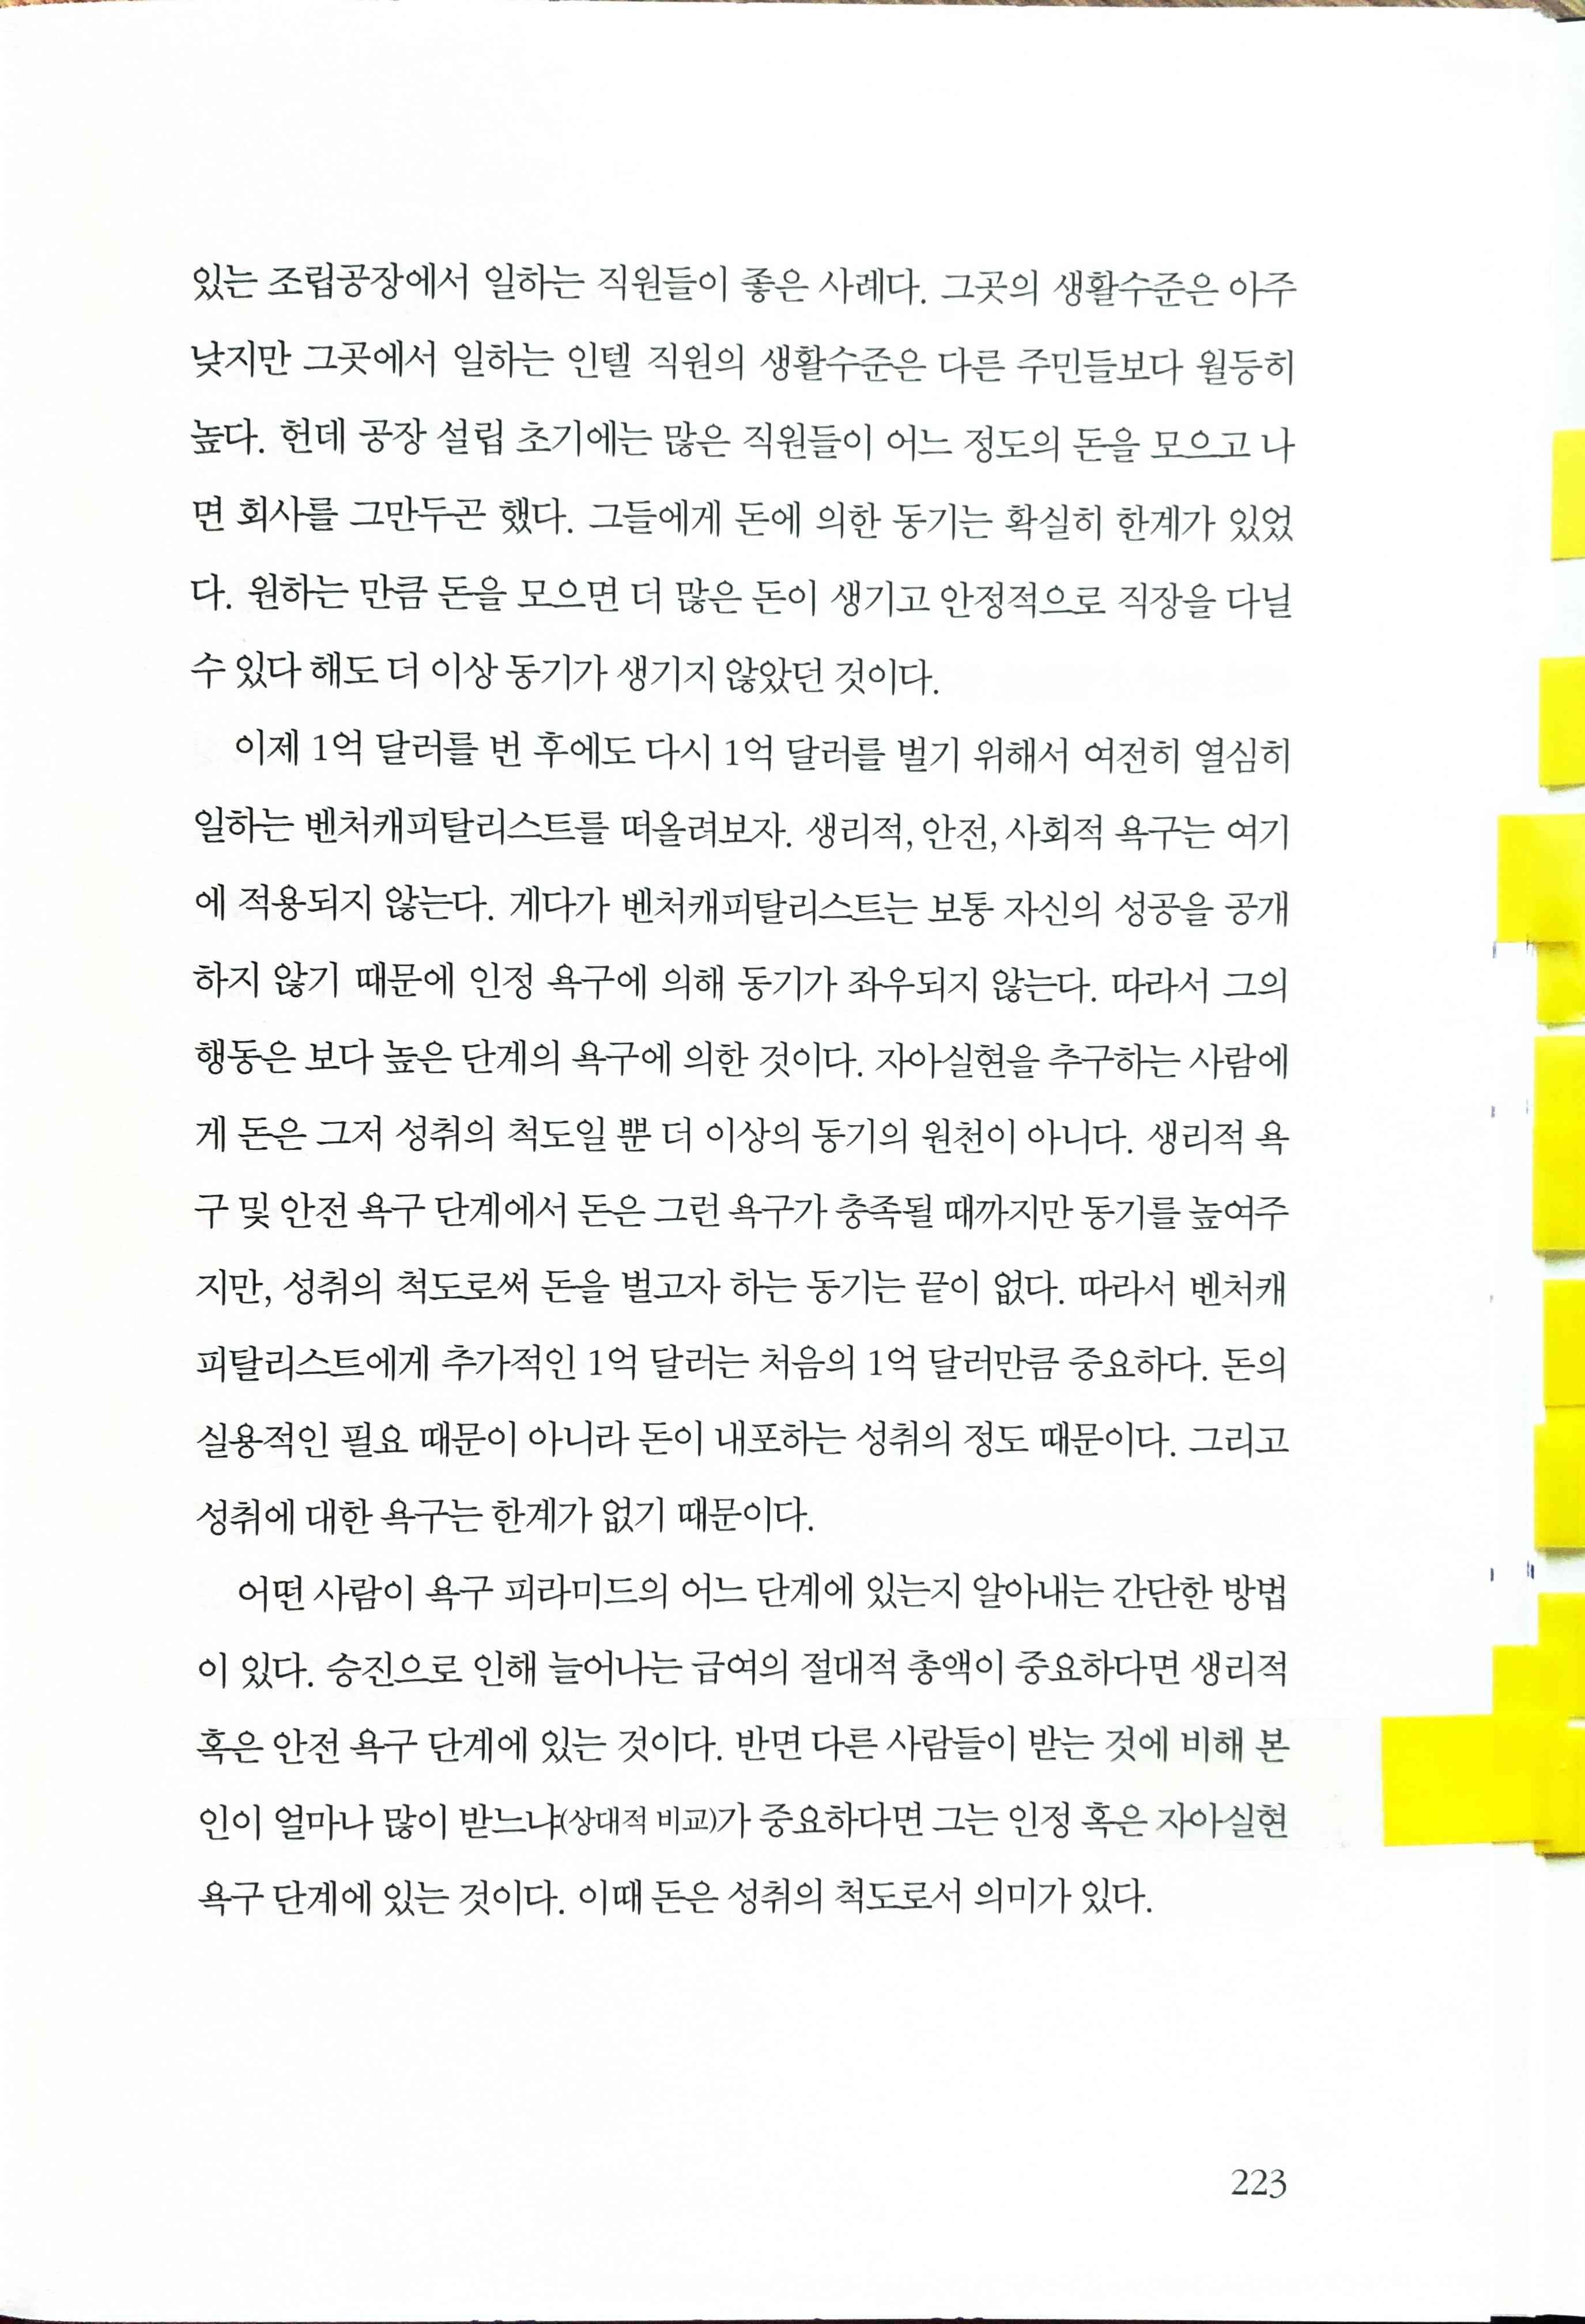 있는 조립공장에서 일하는 직원들이 좋은 사례다. 그곳의 생활수준은 아주
낮지만 그곳에서 일하는 인텔 직원의 생활수준은 다른 주민들보다 월등히
높다. 헌데 공장 설립 초기에는 많은 직원들이 어느 정도의 돈을 모으고 나
면 회사를 그만두곤 했다. 그들에게 돈에 의한 동기는 확실히 한계가 있었
다. 원하는 만큼 돈을 모으면 더 많은 돈이 생기고 안정적으로 직장을 다닐
수 있다 해도 더 이상 동기가 생기지 않았던 것이다.
이제 1억 달러를 번 후에도 다시 1억 달러를 벌기 위해서 여전히 열심히
일하는 벤처캐피탈리스트를 떠올려보자. 생리적, 안전, 사회적 욕구는 여기
에 적용되지 않는다. 게다가 벤처캐피탈리스트는 보통 자신의 성공을 공개
하지 않기 때문에 인정 욕구에 의해 동기가 좌우되지 않는다. 따라서 그의
행동은 보다 높은 단계의 욕구에 의한 것이다. 자아실현을 추구하는 사람에
게 돈은 그저 성취의 척도일 뿐 더 이상의 동기의 원천이 아니다. 생리적 욕
구 및 안전 욕구 단계에서 돈은 그런 욕구가 충족될 때까지만 동기를 높여주
지만, 성취의 척도로써 돈을 벌고자 하는 동기는 끝이 없다. 따라서 벤처캐
피탈리스트에게 추가적인 1억 달러는 처음의 1억 달러만큼 중요하다. 돈의
실용적인 필요 때문이 아니라 돈이 내포하는 성취의 정도 때문이다. 그리고
성취에 대한 욕구는 한계가 없기 때문이다.
어떤 사람이 욕구 피라미드의 어느 단계에 있는지 알아내는 간단한 방법
이 있다. 승진으로 인해 늘어나는 급여의 절대적 총액이 중요하다면 생리적
혹은 안전 욕구 단계에 있는 것이다. 반면 다른 사람들이 받는 것에 비해 본
인이 얼마나 많이 받느냐(상대적 비교)가 중요하다면 그는 인정 혹은 자아실현
욕구 단계에 있는 것이다. 이때 돈은 성취의 척도로서 의미가 있다.
223